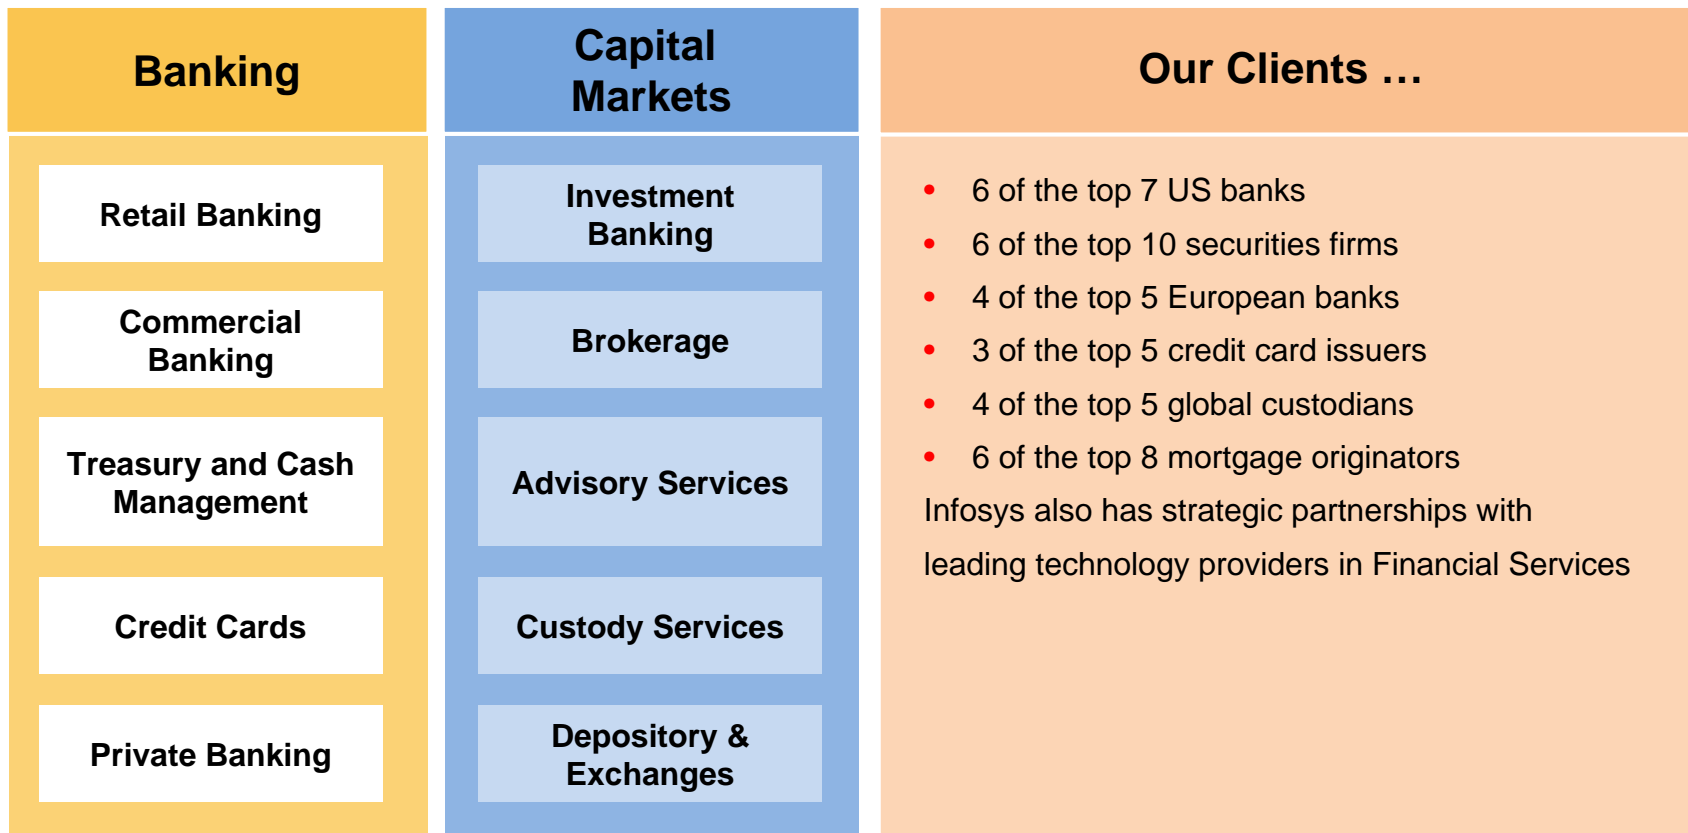 Banking
Retail Banking
Commercial
Banking
Treasury and Cash
Management
Credit Cards
Private Banking
Capital
Markets
Investment
Banking
Brokerage
Advisory Services
Custody Services
Depository &
Exchanges
Our Clients …
• 6 of the top 7 US banks
• 6 of the top 10 securities firms
• 4 of the top 5 European banks
• 3 of the top 5 credit card issuers
• 4 of the top 5 global custodians
• 6 of the top 8 mortgage originators
Infosys also has strategic partnerships with
leading technology providers in Financial Services